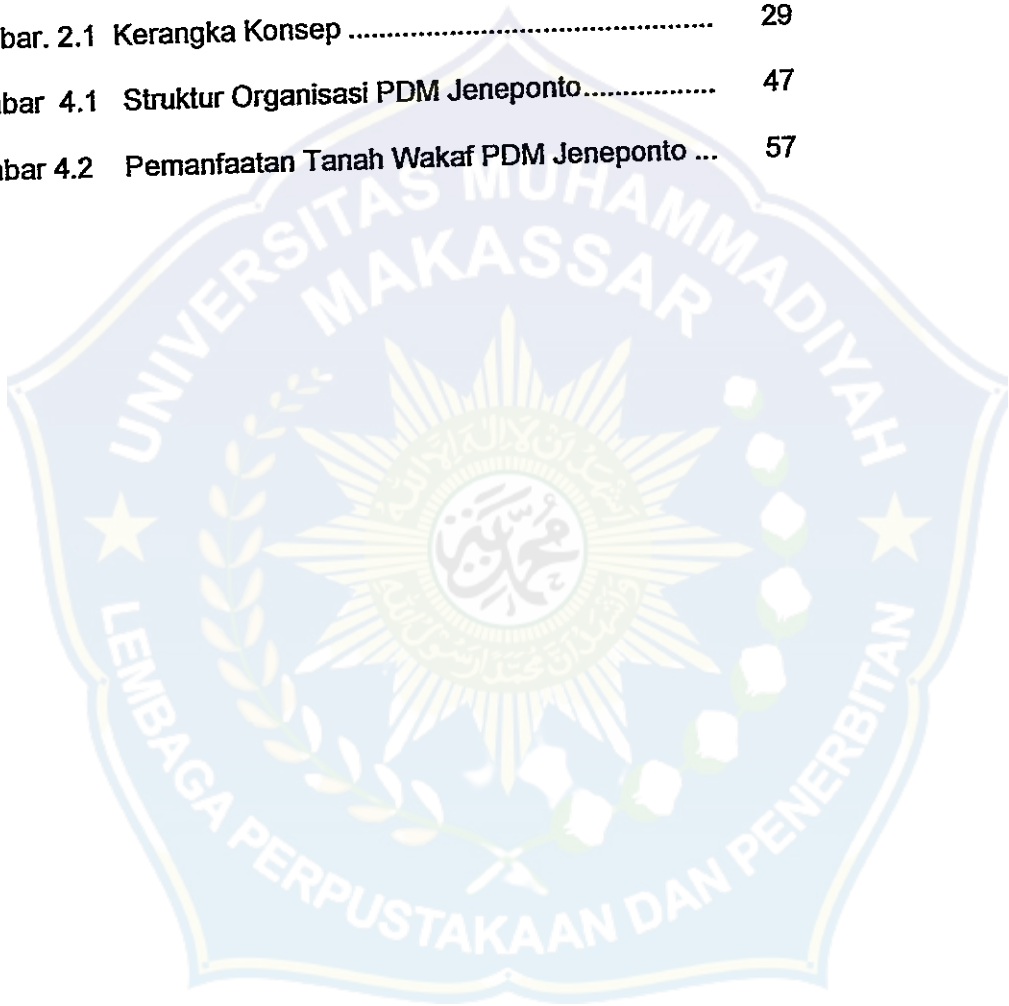 bar. 2.1 Kerangka Konsep ................................................ 29
bar 4.1 Struktur Organisasi PDM Jeneponto................. 47
bar 4.2 Pemanfaatan Tanah Wakaf PDM Jeneponto ... 57
UNIVERSITAS MUHAMMADIYAH
MAKASSAR
محمدية
LEMBAGA PERPUSTAKAAN DAN PENERBITAN